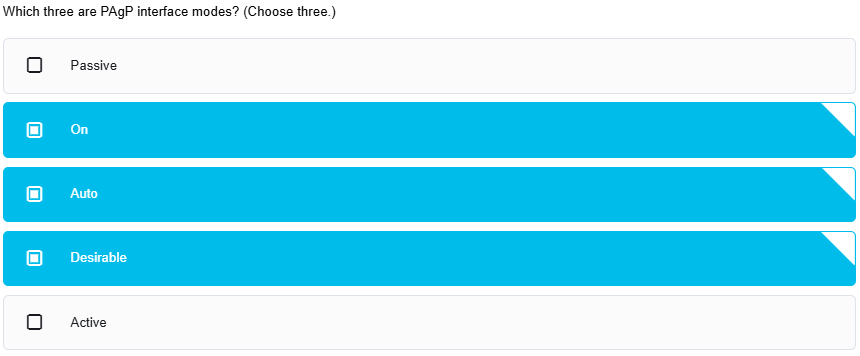 Which three are PAgP interface modes? (Choose three.)
Passive
On
Auto
Desirable
Active